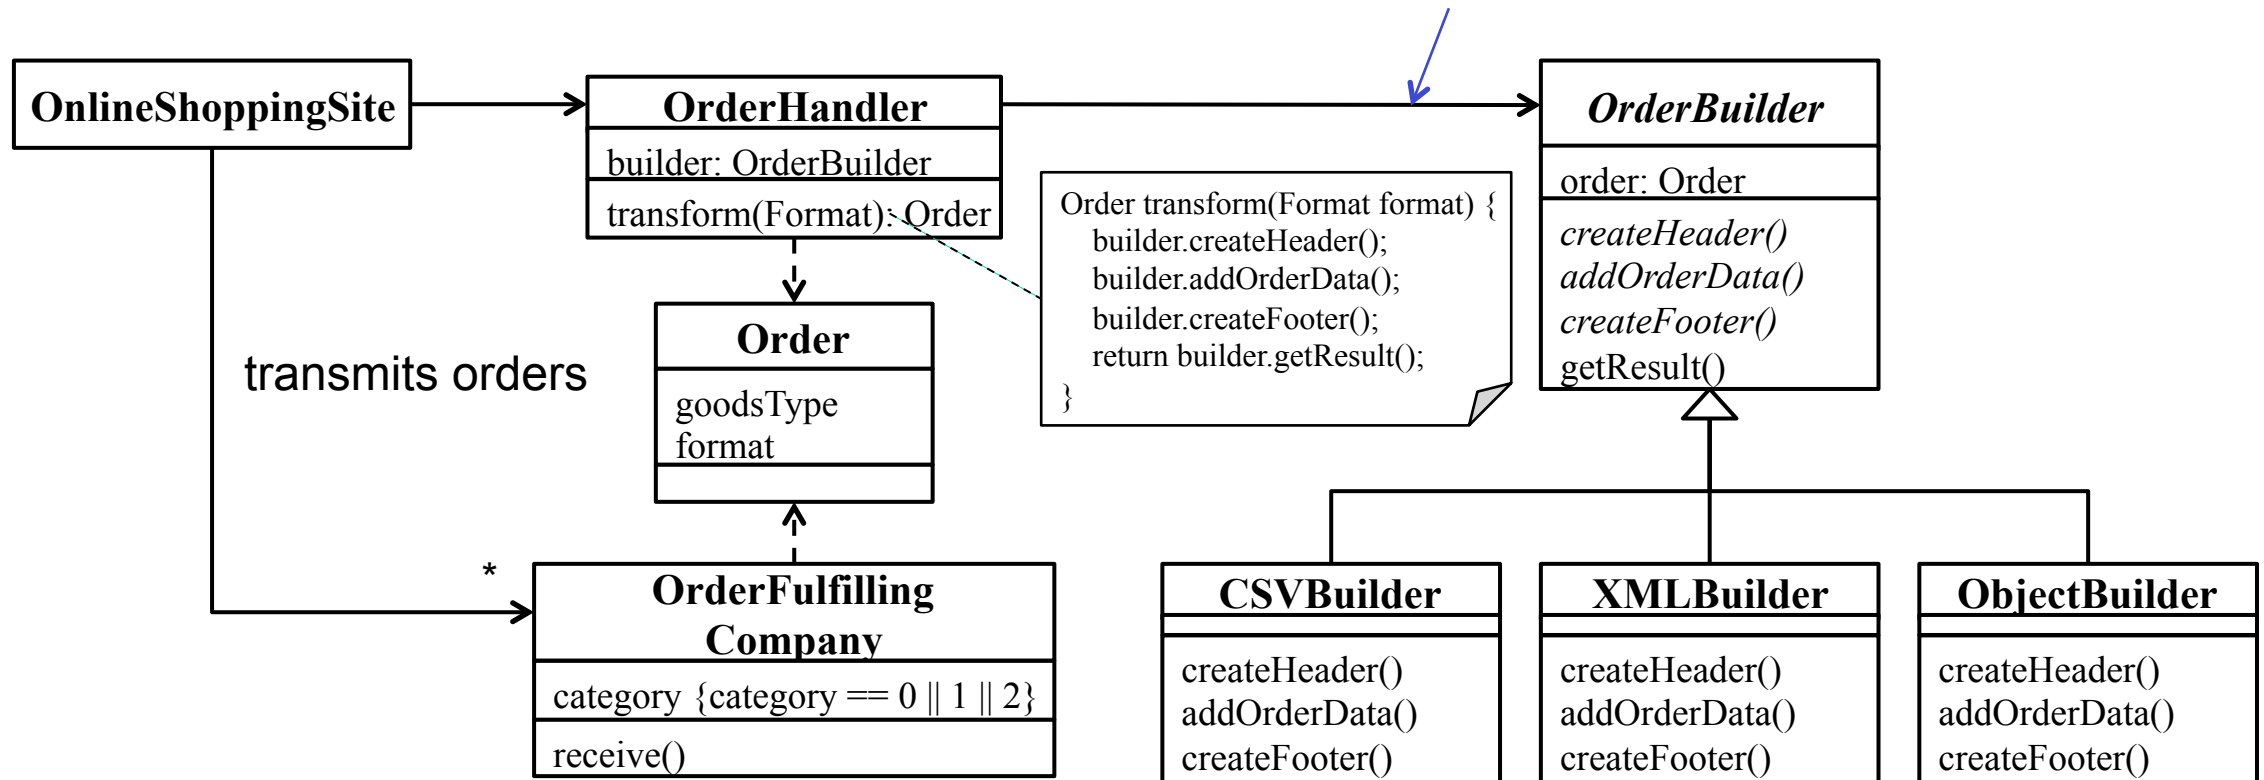 OnlineShoppingSite
OrderHandler
builder: OrderBuilder
transform(Format): Order
OrderBuilder
order: Order
createHeader()
addOrderData()
createFooter()
getResult()
Order transform(Format format) {
builder.createHeader();
builder.addOrderData();
builder.createFooter();
return builder.getResult();
}
Order
goodsType
format
transmits orders
*
OrderFulfilling
Company
category {category == 0 || 1 || 2}
receive()
CSVBuilder
createHeader()
addOrderData()
createFooter()
XMLBuilder
createHeader()
addOrderData()
createFooter()
ObjectBuilder
createHeader()
addOrderData()
createFooter()